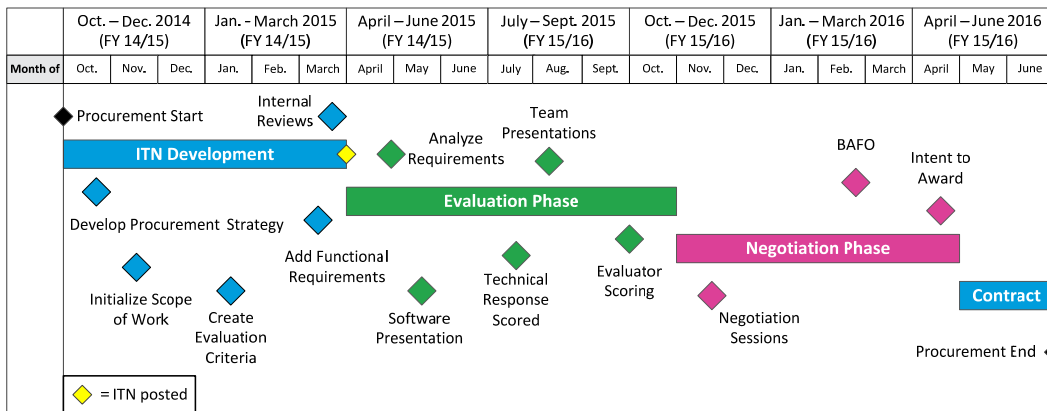 Oct. – Dec. 2014 Jan. - March 2015 April – June 2015 July – Sept. 2015 Oct. – Dec. 2015 Jan. – March 2016 April – June 2016
(FY 14/15) (FY 14/15) (FY 14/15) (FY 15/16) (FY 15/16) (FY 15/16) (FY 15/16)
Month of Oct. Nov. Dec. Jan. Feb. March April May June July Aug. Sept. Oct. Nov. Dec. Jan. Feb. March April May June
Procurement Start
Internal
Reviews
Analyze
Requirements
Team
Presentations
BAFO
Intent to
Award
ITN Development
Evaluation Phase
Develop Procurement Strategy
Add Functional
Requirements
Negotiation Phase
Initialize Scope
of Work
Create
Evaluation
Criteria
Software
Presentation
Technical
Response
Scored
Evaluator
Scoring
Negotiation
Sessions
Contract
Procurement End
= ITN posted